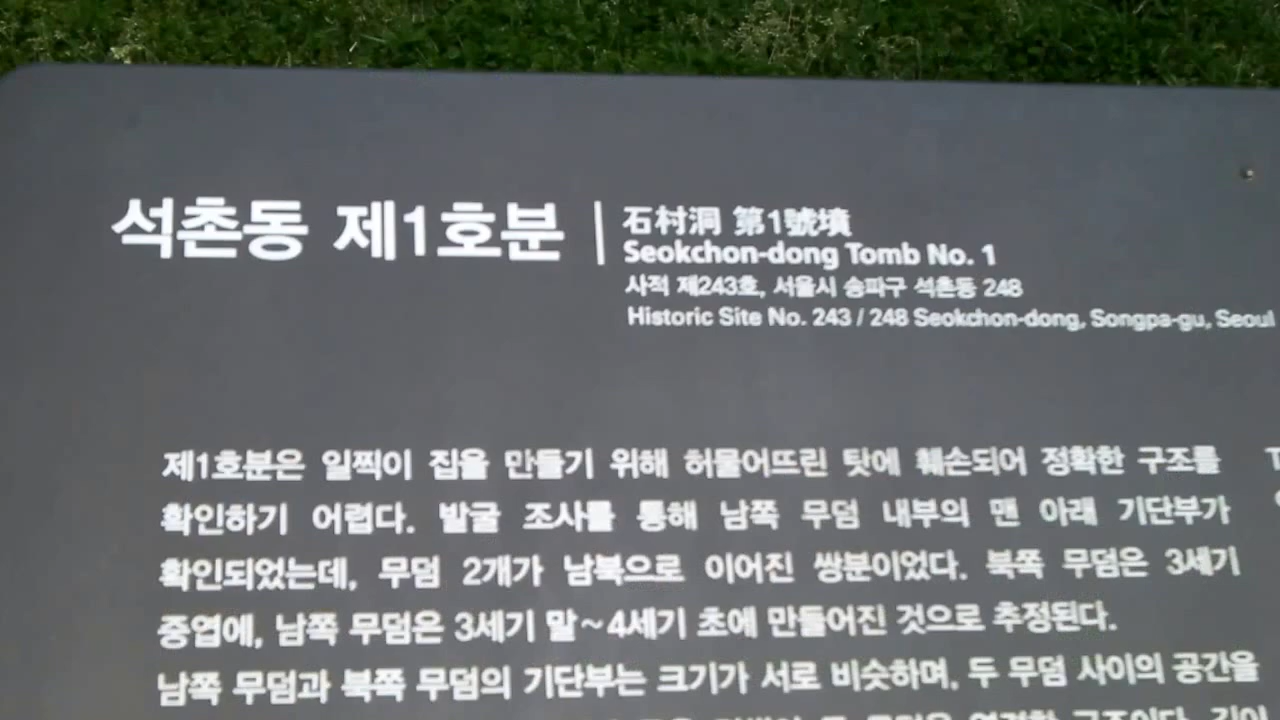 석촌동 제1호분
石村洞 第1號墳
Seokchon-dong Tomb No. 1
사적 제243호, 서울시 송파구 석촌동 248
Historic Site No. 243 / 248 Seokchon-dong, Songpa-gu, Seoul
제1호분은 일찍이 집을 만들기 위해 허물어뜨린 탓에 훼손되어 정확한 구조를
확인하기 어렵다. 발굴 조사를 통해 남쪽 무덤 내부의 맨 아래 기단부가
확인되었는데, 무덤 2개가 남북으로 이어진 쌍분이었다. 북쪽 무덤은 3세기
중엽에, 남쪽 무덤은 3세기 말~4세기 초에 만들어진 것으로 추정된다.
남쪽 무덤과 북쪽 무덤의 기단부는 크기가 서로 비슷하며, 두 무덤 사이의 공간을